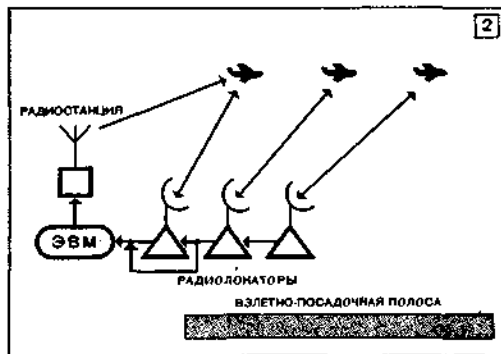 2
РАДИОСТАНЦИЯ
ЭВМ
РАДИОЛОКАТОРЫ
ВЗЛЕТНО-ПОСАДОЧНАЯ ПОЛОСА